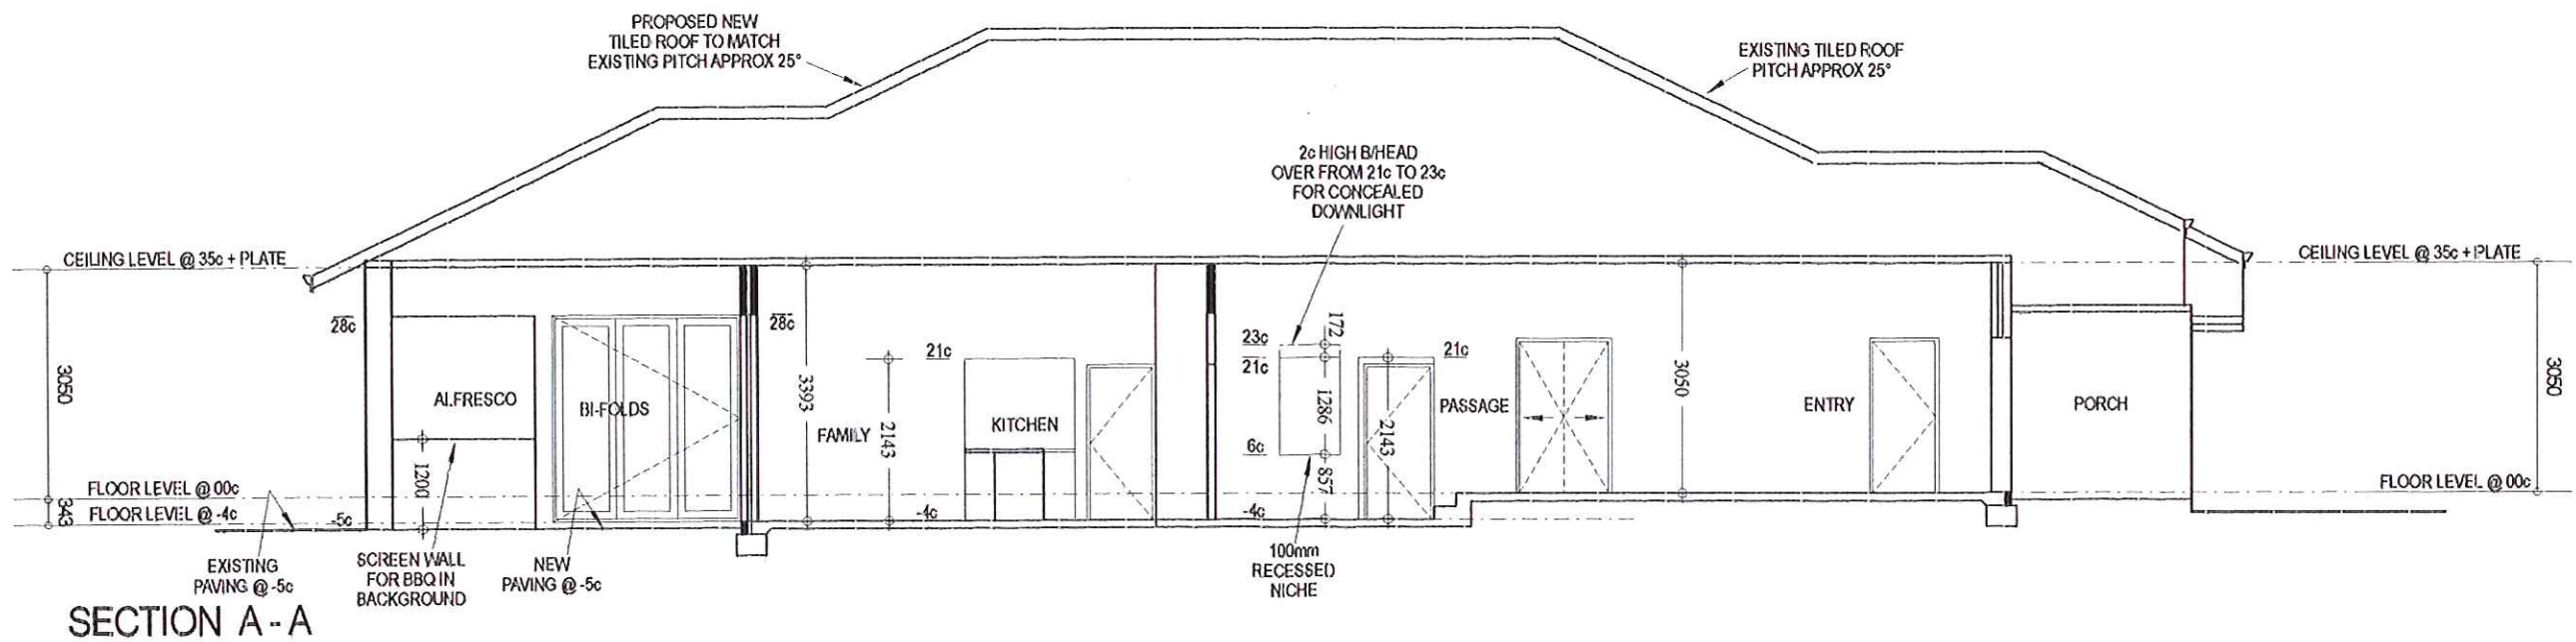 PROPOSED NEW
TILED ROOF TO MATCH
EXISTING PITCH APPROX 25°
EXISTING TILED ROOF
PITCH APPROX 25°
2c HIGH B/HEAD
OVER FROM 21c TO 23c
FOR CONCEALED
DOWNLIGHT
CEILING LEVEL @ 35c + PLATE
CEILING LEVEL @ 35c + PLATE
28c
28c
172
23c
21c
21c
21c
3050
ALFRESCO
BI-FOLDS
3393
FAMILY
2143
KITCHEN
1286
2143
PASSAGE
3050
ENTRY
PORCH
3050
6c
1200
857
FLOOR LEVEL @ 00c
FLOOR LEVEL @ 00c
343
FLOOR LEVEL @ -4c
-5c
-4c
-4c
EXISTING
PAVING @ -5c
SCREEN WALL
FOR BBQ IN
BACKGROUND
NEW
PAVING @ -5c
100mm
RECESSED
NICHE
SECTION A - A